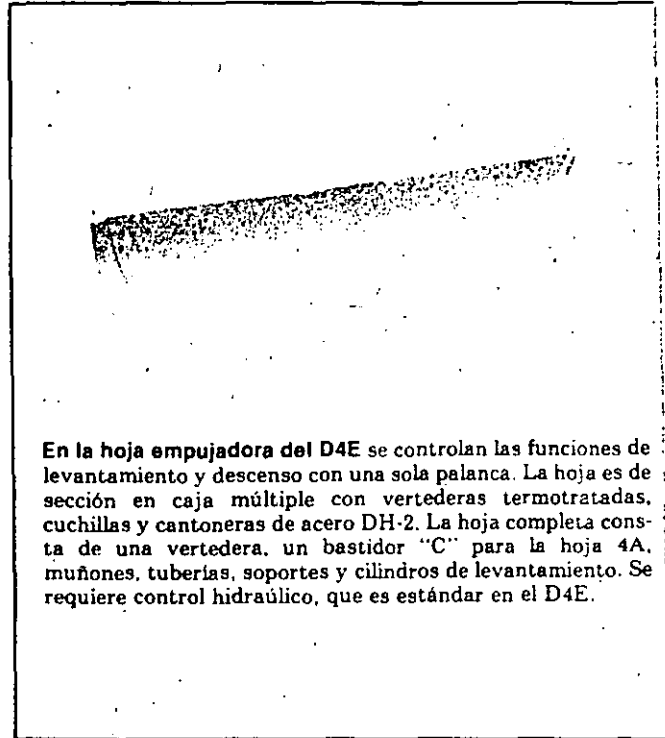 En la hoja empujadora del D4E se controlan las funciones de
levantamiento y descenso con una sola palanca. La hoja es de
sección en caja múltiple con vertederas termotratadas,
cuchillas y cantoneras de acero DH-2. La hoja completa cons-
ta de una vertedera, un bastidor "C" para la hoja 4A,
muñones, tuberías, soportes y cilindros de levantamiento. Se
requiere control hidraúlico, que es estándar en el D4E.